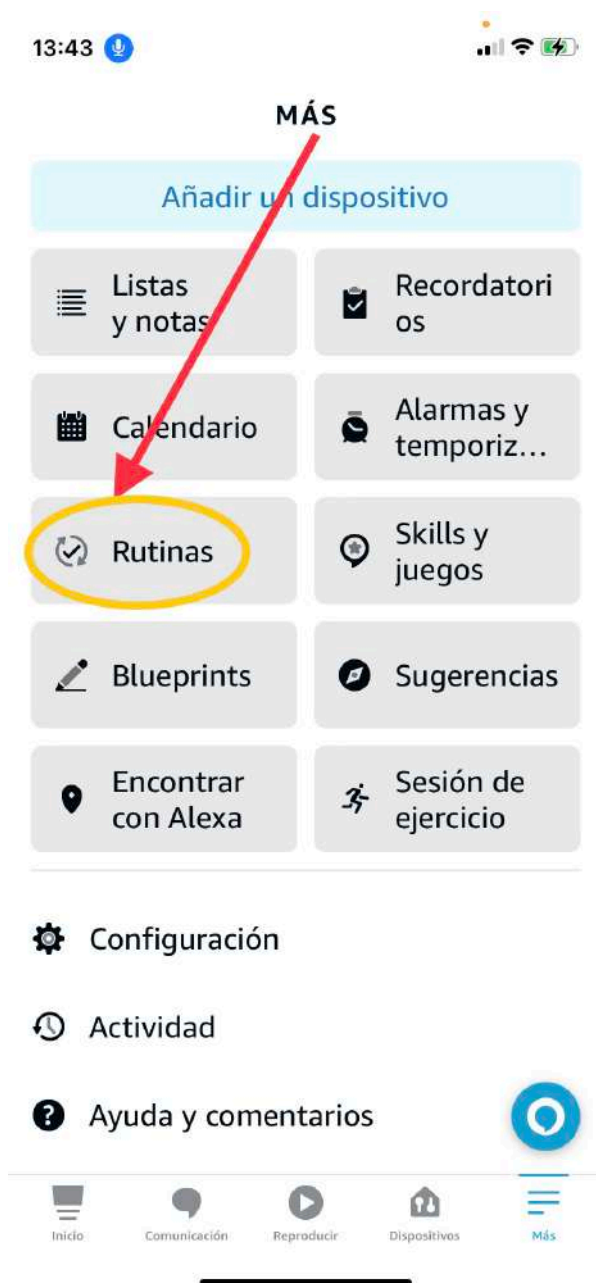 13:43
MÁS
Añadir un dispositivo
Listas
y notas
Recordatori
os
Calendario
Alarmas y
temporiz...
Rutinas
Skills y
juegos
Blueprints
Sugerencias
Encontrar
con Alexa
Sesión de
ejercicio
Configuración
Actividad
Ayuda y comentarios
Inicio
Comunicación
Reproducir
Dispositivos
Más